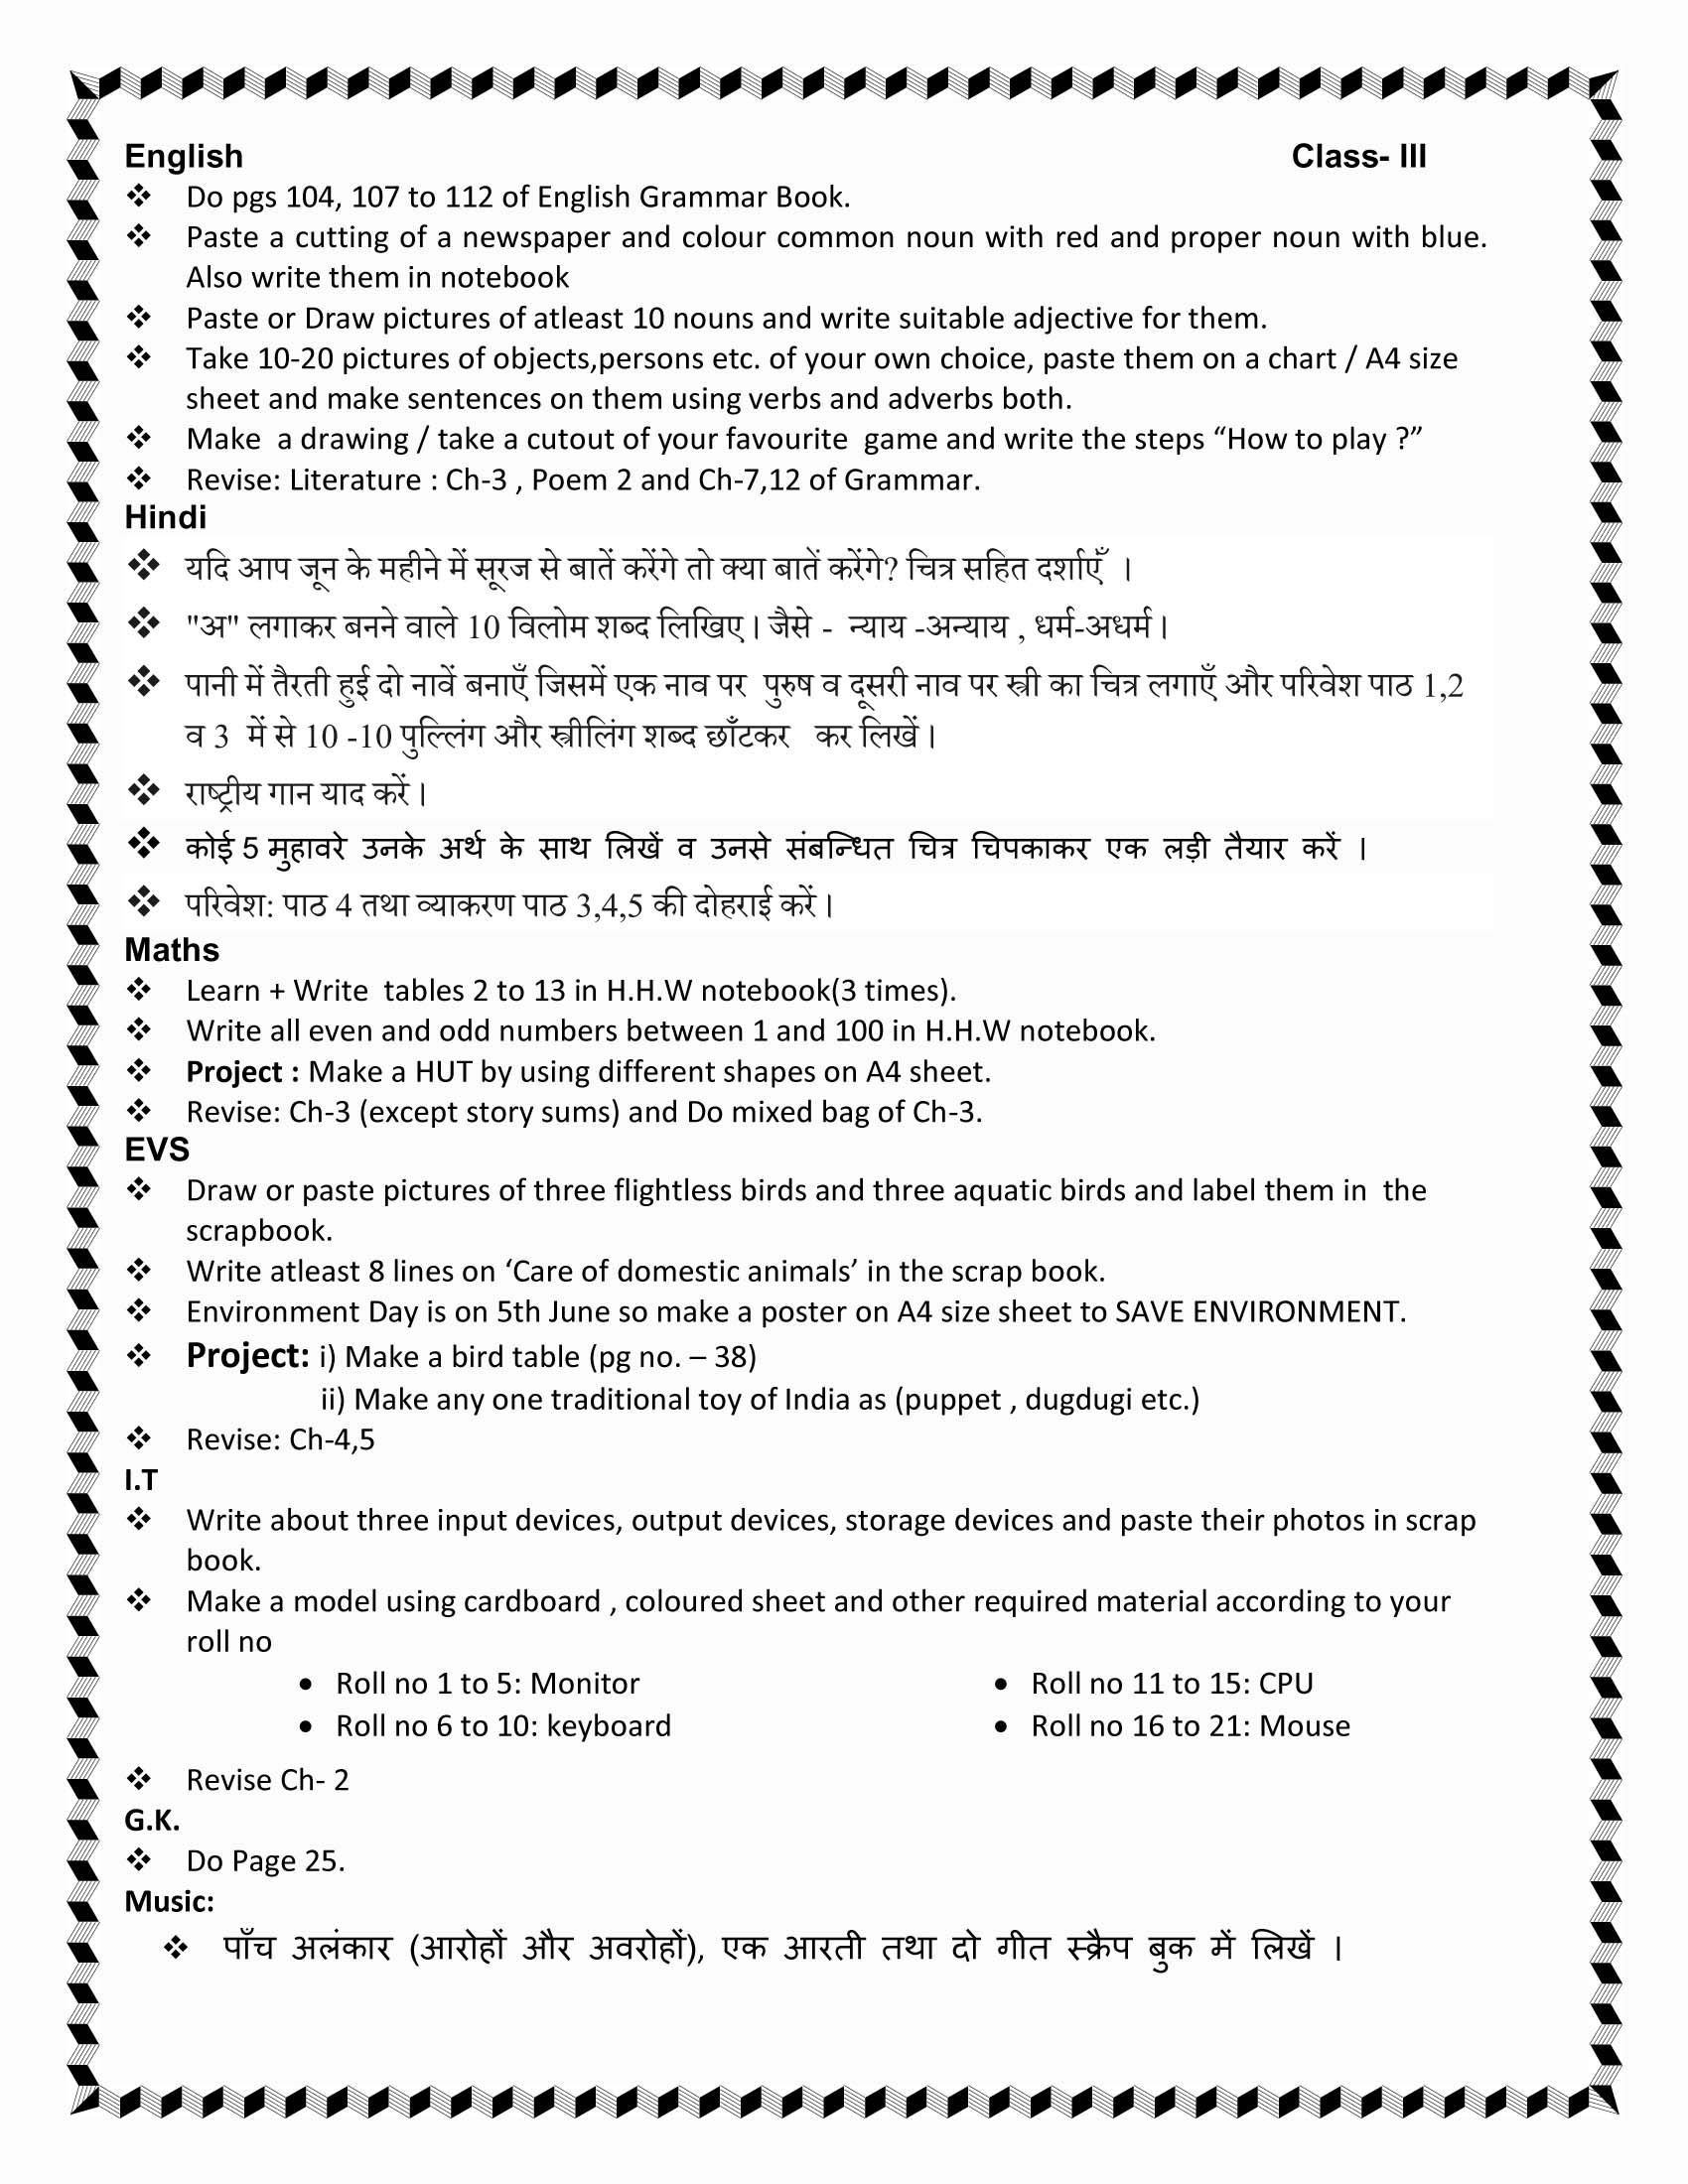 English Class- III
❖ Do pgs 104, 107 to 112 of English Grammar Book.
❖ Paste a cutting of a newspaper and colour common noun with red and proper noun with blue.
Also write them in notebook
❖ Paste or Draw pictures of atleast 10 nouns and write suitable adjective for them.
❖ Take 10-20 pictures of objects,persons etc. of your own choice, paste them on a chart / A4 size
sheet and make sentences on them using verbs and adverbs both.
❖ Make a drawing / take a cutout of your favourite game and write the steps “How to play ?”
❖ Revise: Literature : Ch-3 , Poem 2 and Ch-7,12 of Grammar.
Hindi
❖ यदि आप जून के महीने में सूरज से बातें करेंगे तो क्या बातें करेंगे? चित्र सहित दर्शाएँ ।
❖ "अ" लगाकर बनने वाले 10 विलोम शब्द लिखिए। जैसे - न्याय -अन्याय , धर्म-अधर्म।
❖ पानी में तैरती हुई दो नावें बनाएँ जिसमें एक नाव पर पुरुष व दूसरी नाव पर स्त्री का चित्र लगाएँ और परिवेश पाठ 1,2
व 3 में से 10 -10 पुल्लिंग और स्त्रीलिंग शब्द छाँटकर कर लिखें।
❖ राष्ट्रीय गान याद करें।
❖ कोई 5 मुहावरे उनके अर्थ के साथ लिखें व उनसे संबन्धित चित्र चिपकाकर एक लड़ी तैयार करें ।
❖ परिवेश: पाठ 4 तथा व्याकरण पाठ 3,4,5 की दोहराई करें।
Maths
❖ Learn + Write tables 2 to 13 in H.H.W notebook(3 times).
❖ Write all even and odd numbers between 1 and 100 in H.H.W notebook.
❖ Project : Make a HUT by using different shapes on A4 sheet.
❖ Revise: Ch-3 (except story sums) and Do mixed bag of Ch-3.
EVS
❖ Draw or paste pictures of three flightless birds and three aquatic birds and label them in the
scrapbook.
❖ Write atleast 8 lines on ‘Care of domestic animals’ in the scrap book.
❖ Environment Day is on 5th June so make a poster on A4 size sheet to SAVE ENVIRONMENT.
❖ Project: i) Make a bird table (pg no. – 38)
ii) Make any one traditional toy of India as (puppet , dugdugi etc.)
❖ Revise: Ch-4,5
I.T
❖ Write about three input devices, output devices, storage devices and paste their photos in scrap
book.
❖ Make a model using cardboard , coloured sheet and other required material according to your
roll no
• Roll no 1 to 5: Monitor • Roll no 11 to 15: CPU
• Roll no 6 to 10: keyboard • Roll no 16 to 21: Mouse
❖ Revise Ch- 2
G.K.
❖ Do Page 25.
Music:
❖ पाँच अलंकार (आरोहों और अवरोहों), एक आरती तथा दो गीत स्क्रैप बुक में लिखें ।